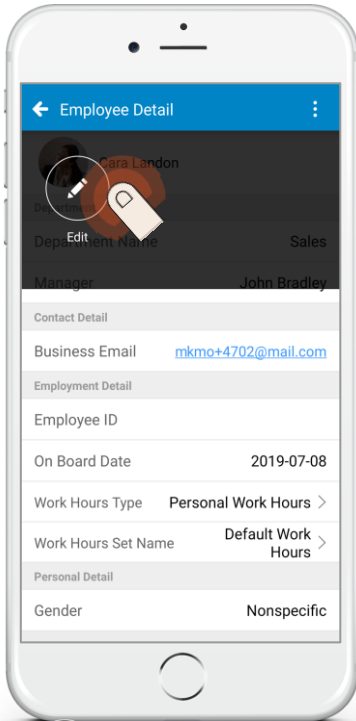 Employee Detail
Cara Landon
Department
Edit
Department Name Sales
Manager John Bradley
Contact Detail
Business Email mkmo+4702@mail.com
Employment Detail
Employee ID
On Board Date 2019-07-08
Work Hours Type Personal Work Hours
Work Hours Set Name Default Work
Hours
Personal Detail
Gender Nonspecific